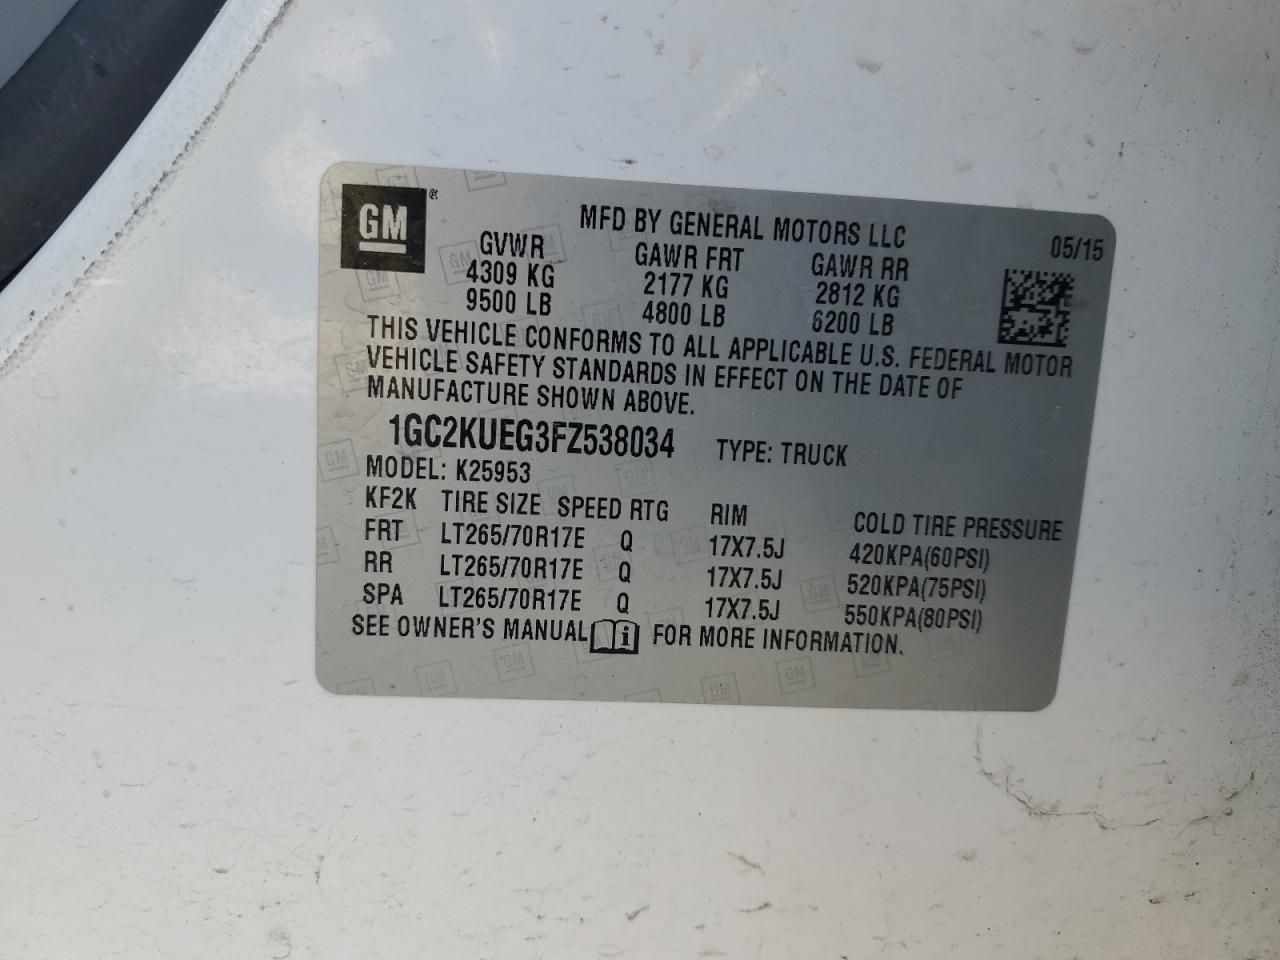 GM®
MFD BY GENERAL MOTORS LLC 05/15
GVWR GAWR FRT GAWR RR
4309 KG 2177 KG 2812 KG
9500 LB 4800 LB 6200 LB
THIS VEHICLE CONFORMS TO ALL APPLICABLE U.S. FEDERAL MOTOR
VEHICLE SAFETY STANDARDS IN EFFECT ON THE DATE OF
MANUFACTURE SHOWN ABOVE.
1GC2KUEG3FZ538034 TYPE: TRUCK
MODEL: K25953
KF2K TIRE SIZE SPEED RTG RIM COLD TIRE PRESSURE
FRT LT265/70R17E Q 17X7.5J 420KPA(60PSI)
RR LT265/70R17E Q 17X7.5J 520KPA(75PSI)
SPA LT265/70R17E Q 17X7.5J 550KPA(80PSI)
SEE OWNER'S MANUAL i FOR MORE INFORMATION.